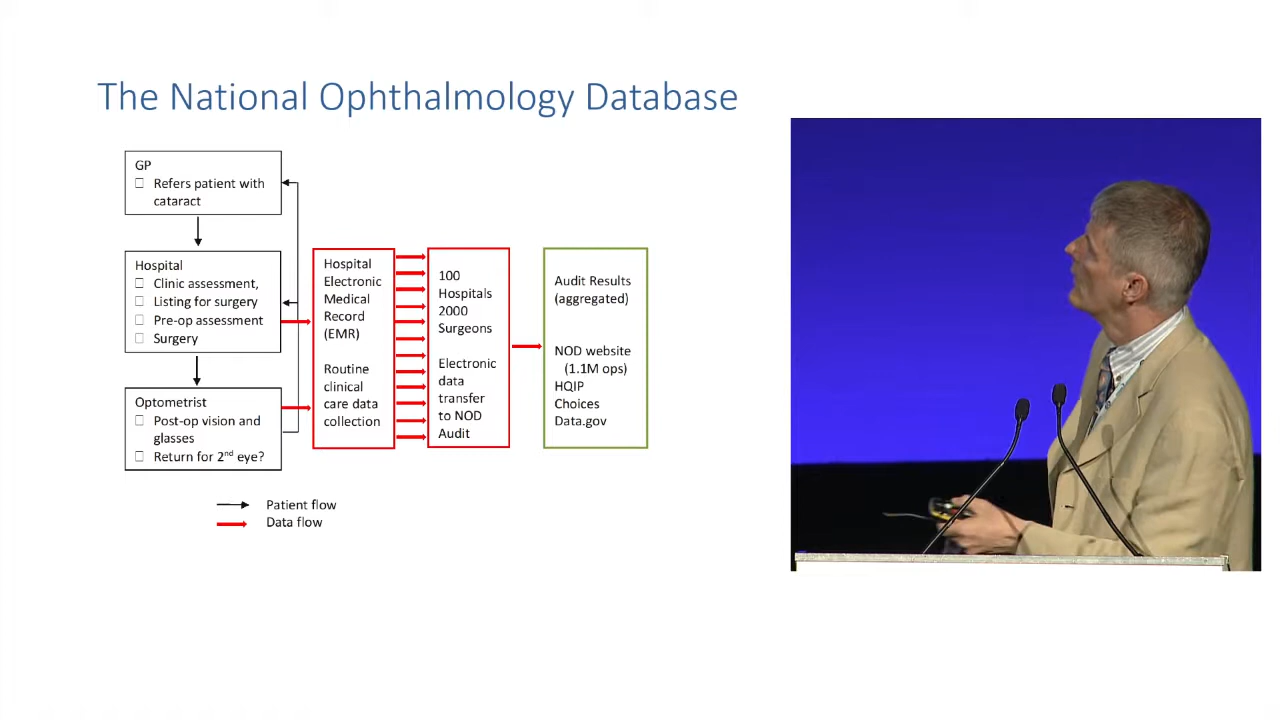 The National Ophthalmology Database
GP
Refers patient with
cataract
Hospital
Clinic assessment,
Listing for surgery
Pre-op assessment
Surgery
Optometrist
Post-op vision and
glasses
Return for 2nd eye?
Hospital
Electronic
Medical
Record
(EMR)
Routine
clinical
care data
collection
100
Hospitals
2000
Surgeons
Electronic
data
transfer
to NOD
Audit
Audit Results
(aggregated)
NOD website
(1.1M ops)
HQIP
Choices
Data.gov
Patient flow
Data flow